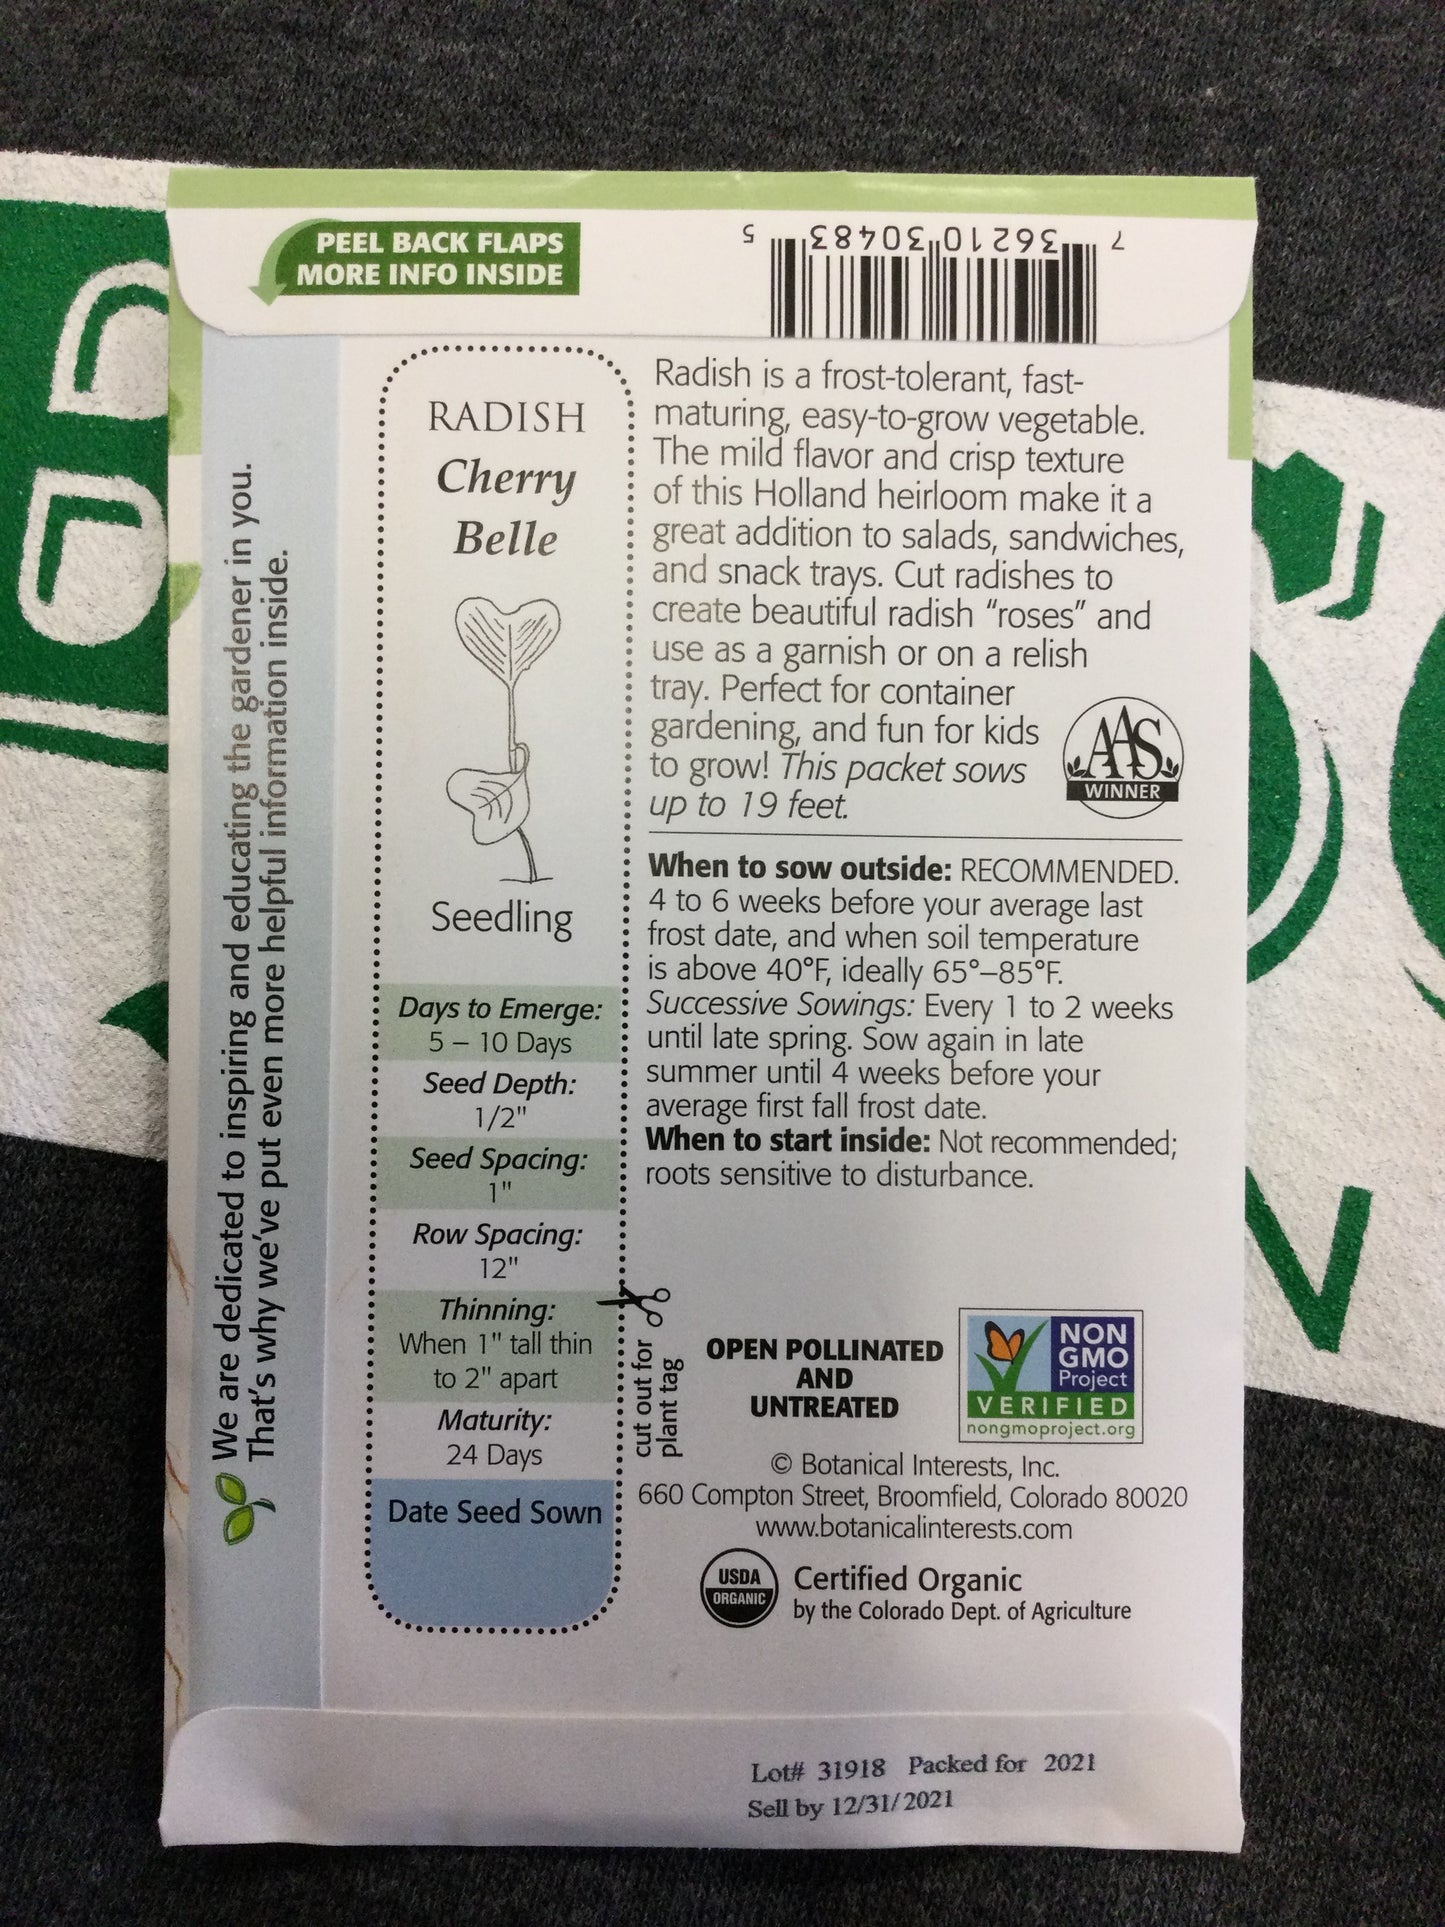 PEEL BACK FLAPS
MORE INFO INSIDE
7 36210 30483 5
We are dedicated to inspiring and educating the gardener in you.
That's why we've put even more helpful information inside.
RADISH
Cherry
Belle
Seedling
Days to Emerge:
5 – 10 Days
Seed Depth:
1/2"
Seed Spacing:
1"
Row Spacing:
12"
Thinning:
When 1" tall thin
to 2" apart
Maturity:
24 Days
Date Seed Sown
cut out for
plant tag
Radish is a frost-tolerant, fast-
maturing, easy-to-grow vegetable.
The mild flavor and crisp texture
of this Holland heirloom make it a
great addition to salads, sandwiches,
and snack trays. Cut radishes to
create beautiful radish “roses” and
use as a garnish or on a relish
tray. Perfect for container
gardening, and fun for kids
to grow! This packet sows
up to 19 feet.
AAS
WINNER
When to sow outside: RECOMMENDED.
4 to 6 weeks before your average last
frost date, and when soil temperature
is above 40°F, ideally 65°–85°F.
Successive Sowings: Every 1 to 2 weeks
until late spring. Sow again in late
summer until 4 weeks before your
average first fall frost date.
When to start inside: Not recommended;
roots sensitive to disturbance.
OPEN POLLINATED
AND
UNTREATED
NON
GMO
Project
VERIFIED
nongmoproject.org
© Botanical Interests, Inc.
660 Compton Street, Broomfield, Colorado 80020
www.botanicalinterests.com
USDA
ORGANIC
Certified Organic
by the Colorado Dept. of Agriculture
Lot# 31918 Packed for 2021
Sell by 12/31/2021